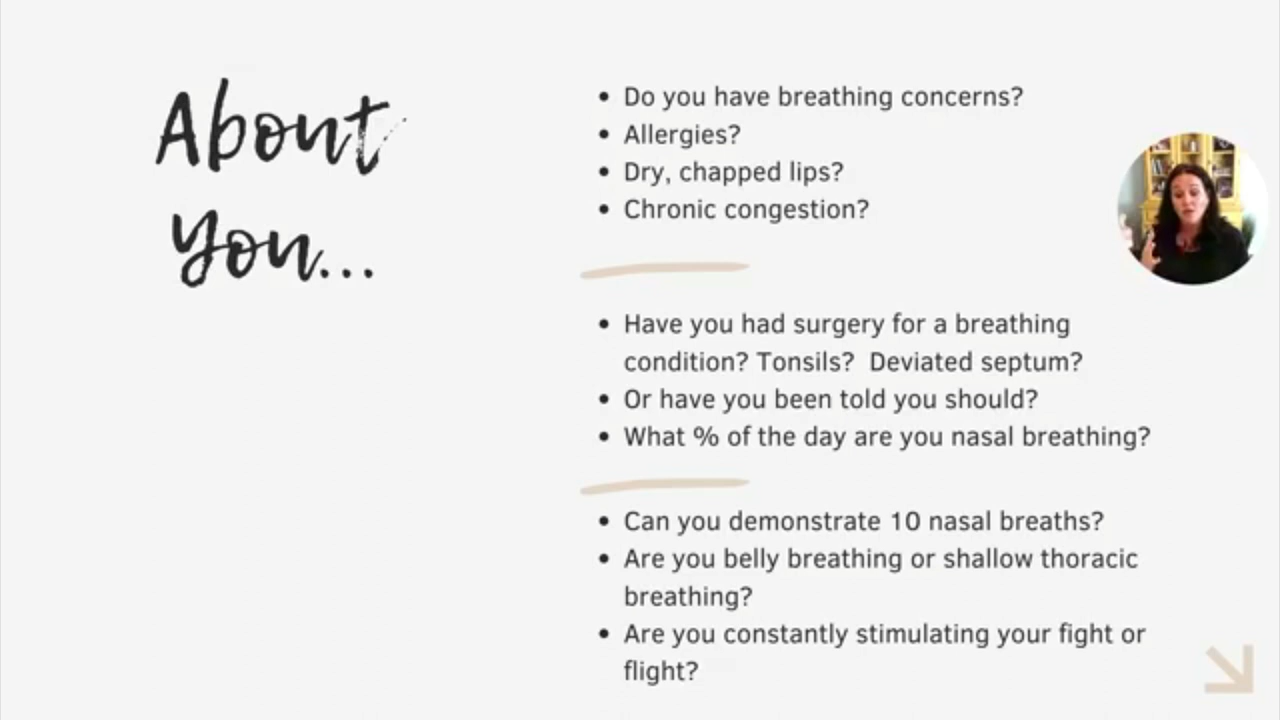 About
You...
Do you have breathing concerns?
Allergies?
Dry, chapped lips?
Chronic congestion?
Have you had surgery for a breathing
condition? Tonsils?  Deviated septum?
Or have you been told you should?
What % of the day are you nasal breathing?
Can you demonstrate 10 nasal breaths?
Are you belly breathing or shallow thoracic
breathing?
Are you constantly stimulating your fight or
flight?